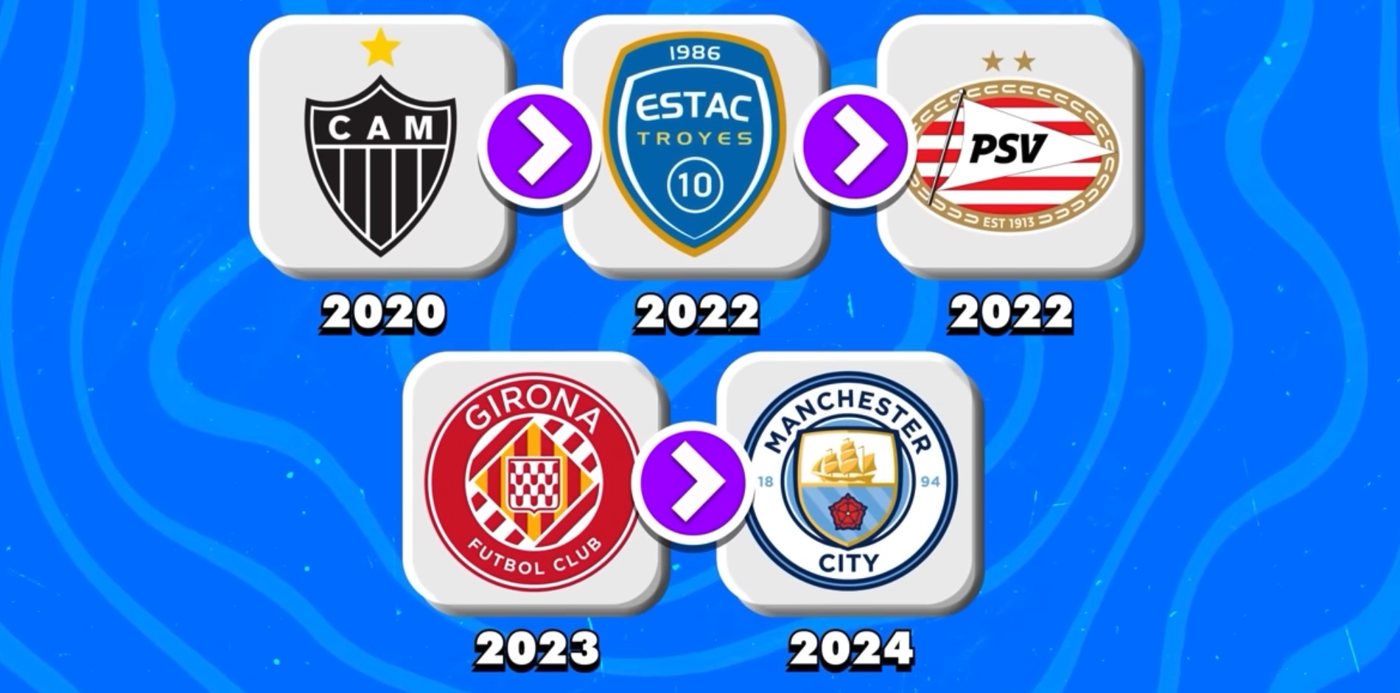 CAM
2020
1986
ESTAC
TROYES
10
2022
PSV
EST 1913
2022
GIRONA
FUTBOL CLUB
2023
MANCHESTER
18 94
CITY
2024